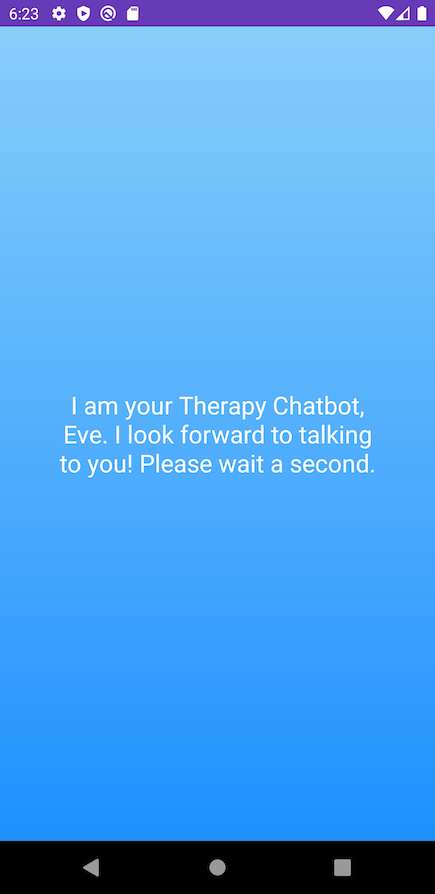 6:23
I am your Therapy Chatbot,
Eve. I look forward to talking
to you! Please wait a second.